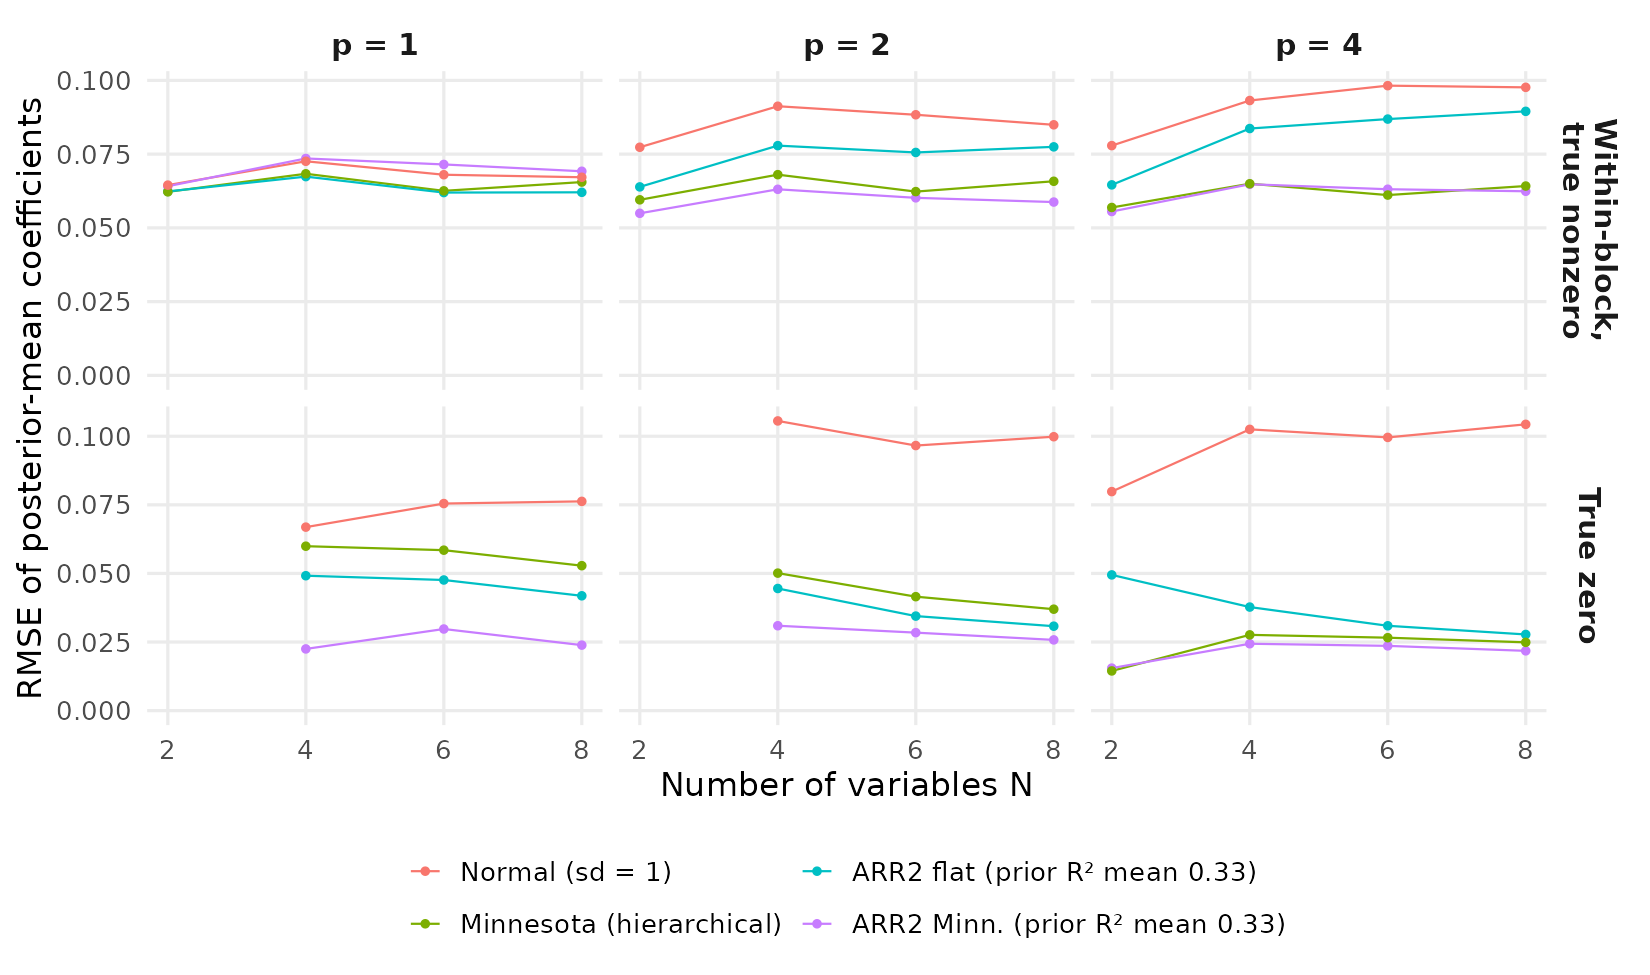 p = 1
p = 2
p = 4
RMSE of posterior-mean coefficients
0.100
0.075
0.050
0.025
0.000
Within-block,
true nonzero
0.100
0.075
0.050
0.025
0.000
True zero
2 4 6 8
2 4 6 8
2 4 6 8
Number of variables N
Normal (sd = 1)
Minnesota (hierarchical)
ARR2 flat (prior R² mean 0.33)
ARR2 Minn. (prior R² mean 0.33)